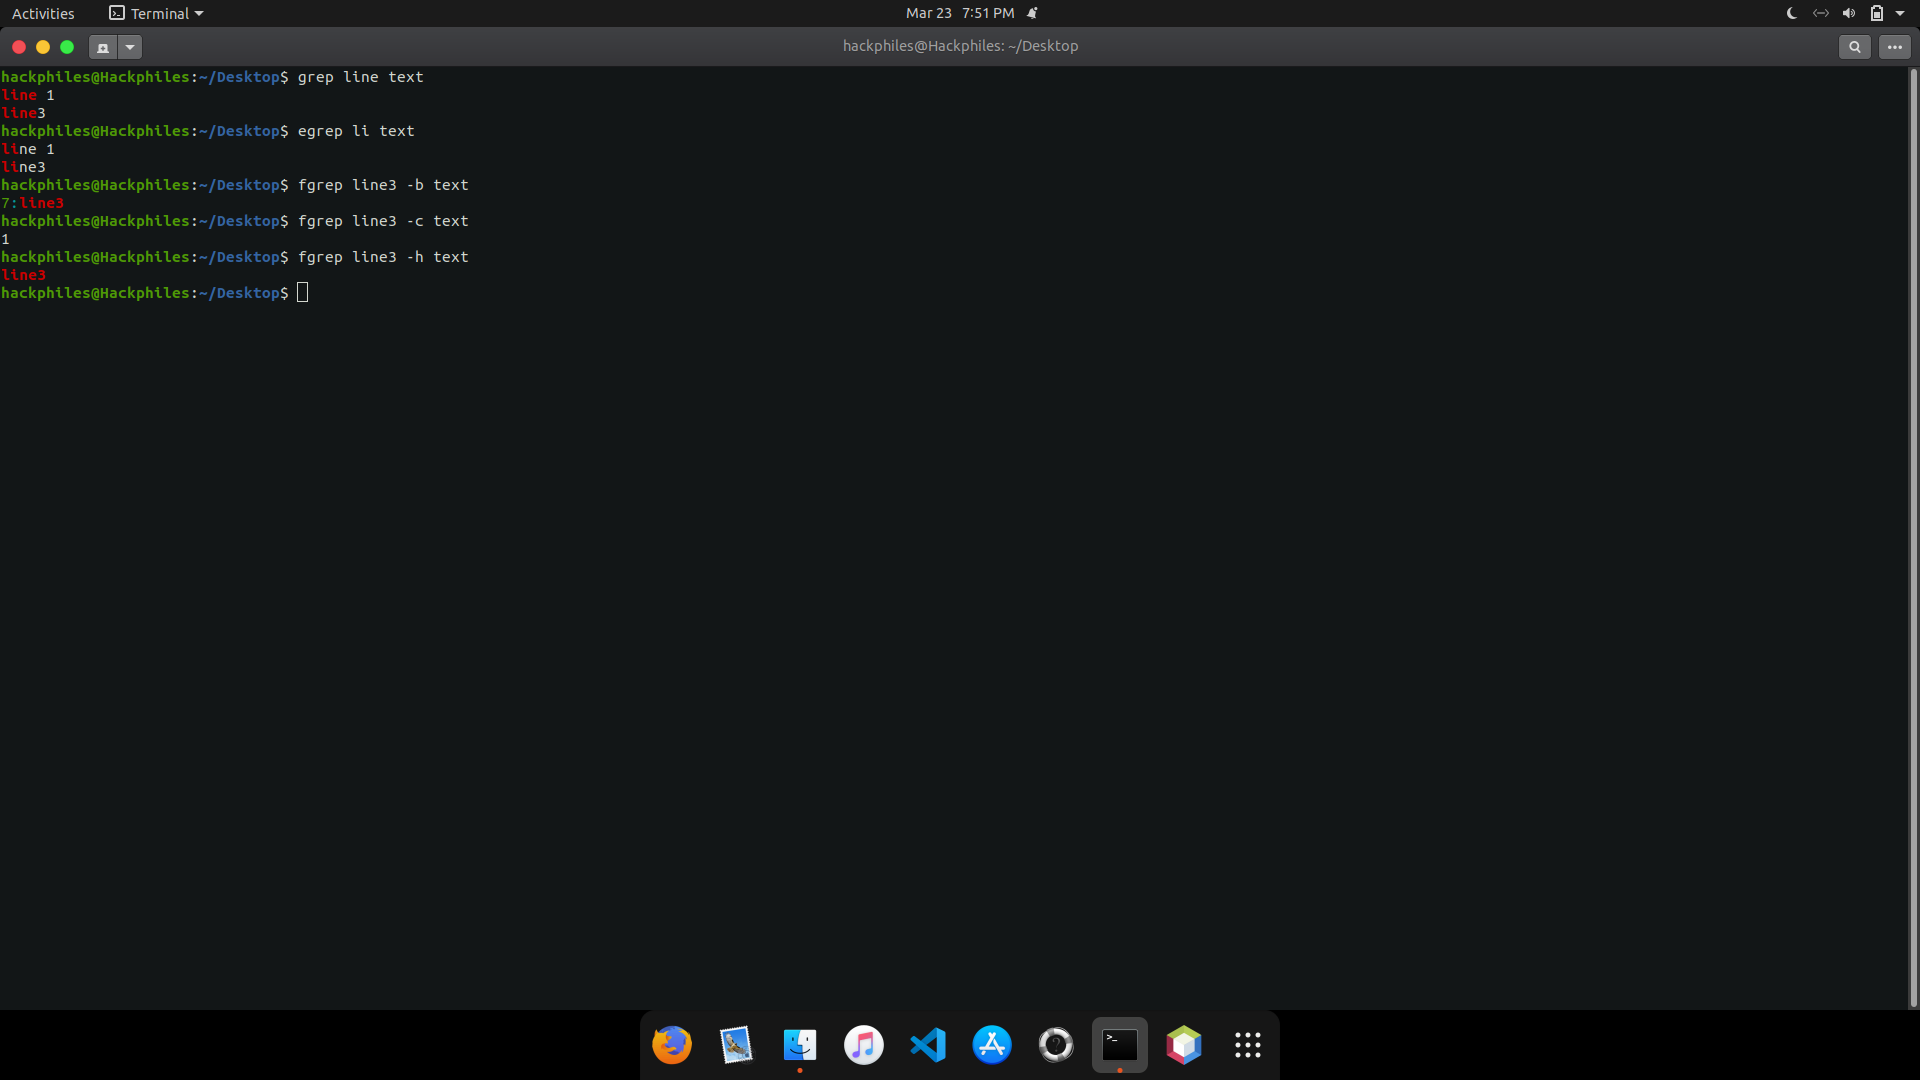 Activities Terminal Mar 23 7:51 PM
hackphiles@Hackphiles: ~/Desktop
hackphiles@Hackphiles:~/Desktop$ grep line text
line 1
line3
hackphiles@Hackphiles:~/Desktop$ egrep li text
line 1
line3
hackphiles@Hackphiles:~/Desktop$ fgrep line3 -b text
7:line3
hackphiles@Hackphiles:~/Desktop$ fgrep line3 -c text
1
hackphiles@Hackphiles:~/Desktop$ fgrep line3 -h text
line3
hackphiles@Hackphiles:~/Desktop$